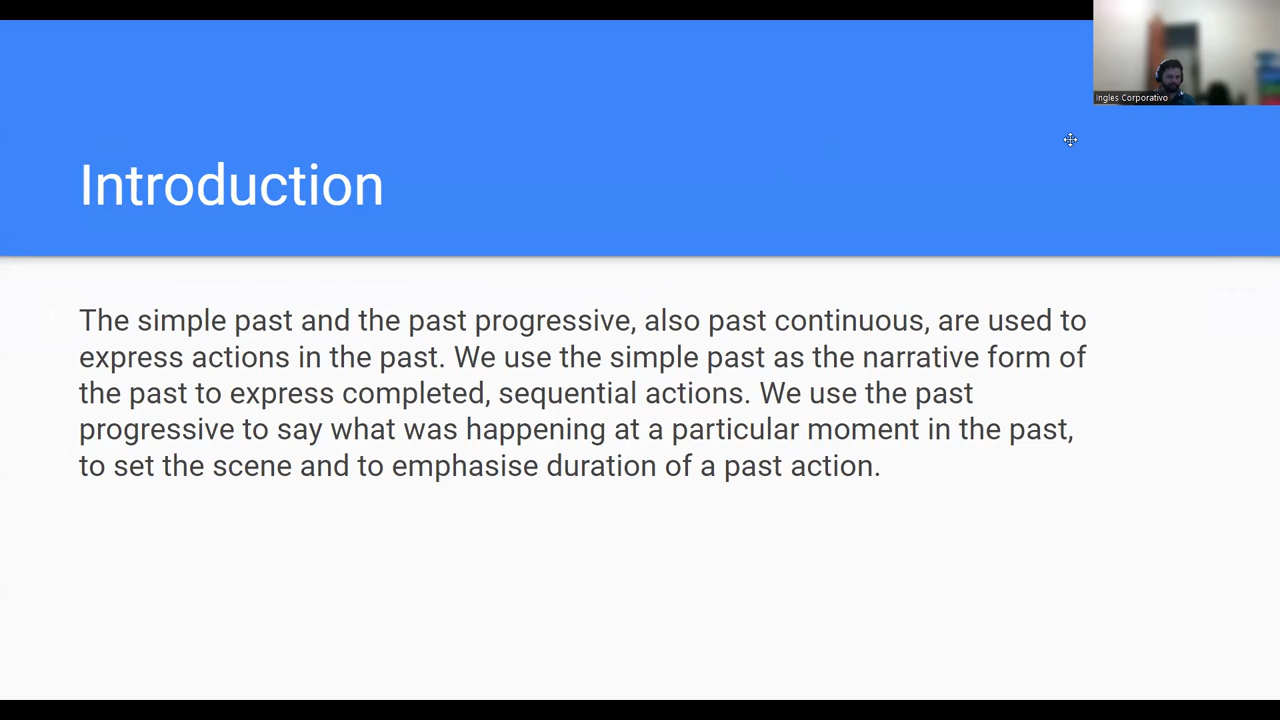 Ingles Corporativo
Introduction
The simple past and the past progressive, also past continuous, are used to
express actions in the past. We use the simple past as the narrative form of
the past to express completed, sequential actions. We use the past
progressive to say what was happening at a particular moment in the past,
to set the scene and to emphasise duration of a past action.